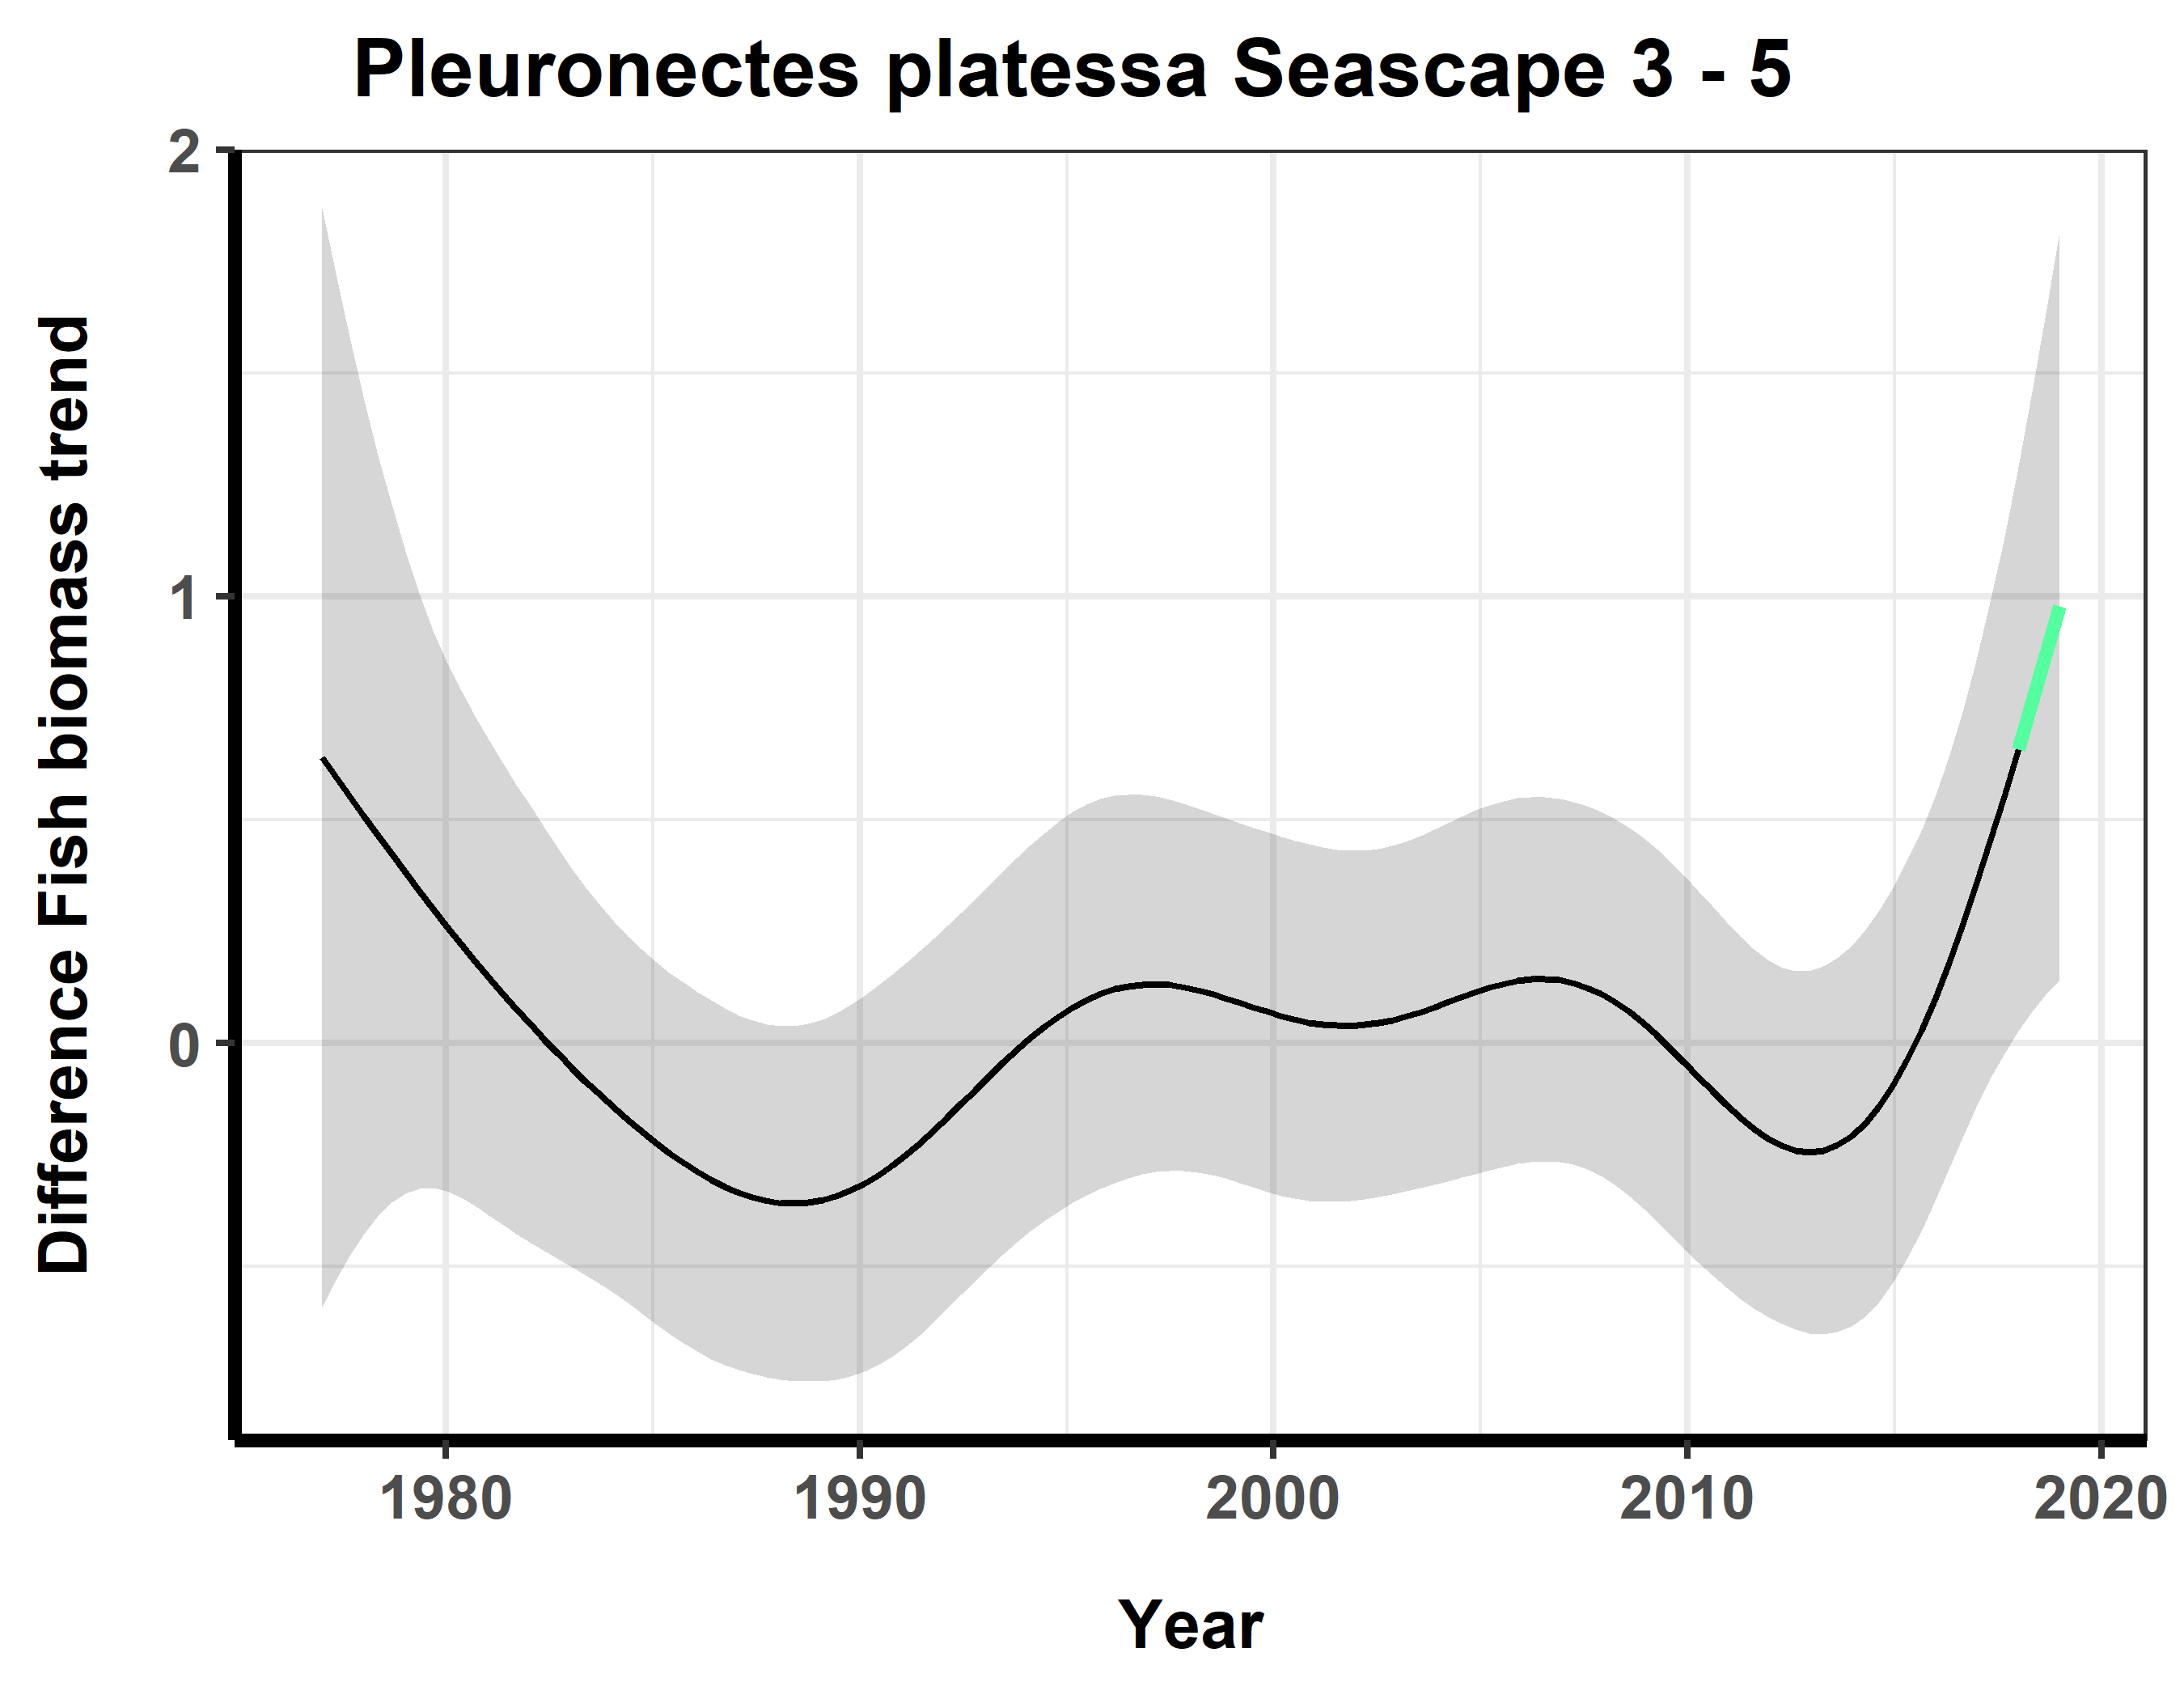 Pleuronectes platessa Seascape 3 - 5
Difference Fish biomass trend
2
1
0
1980 1990 2000 2010 2020
Year